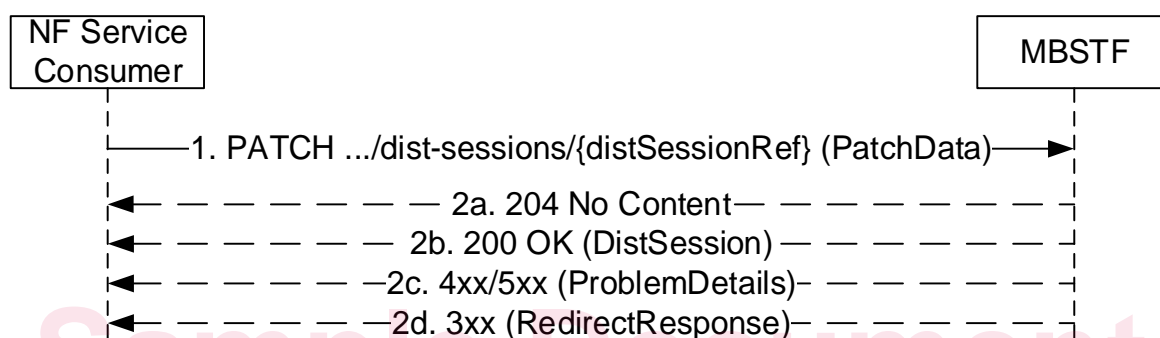 NF Service
Consumer
MBSTF
1. PATCH .../dist-sessions/{distSessionRef} (PatchData)
2a. 204 No Content
2b. 200 OK (DistSession)
2c. 4xx/5xx (ProblemDetails)
2d. 3xx (RedirectResponse)